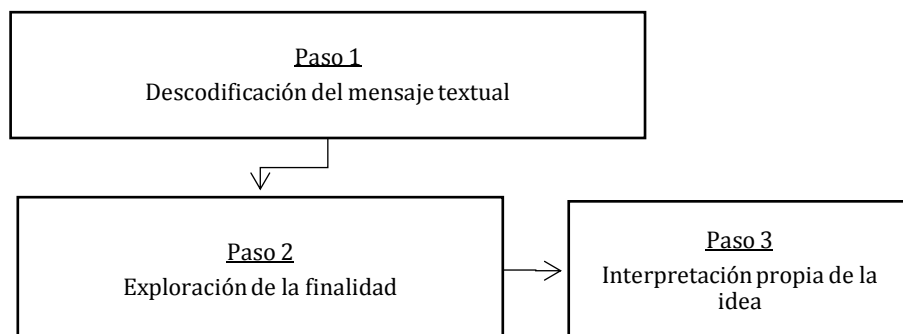 Paso 1
Descodificación del mensaje textual
Paso 2
Exploración de la finalidad
Paso 3
Interpretación propia de la
idea